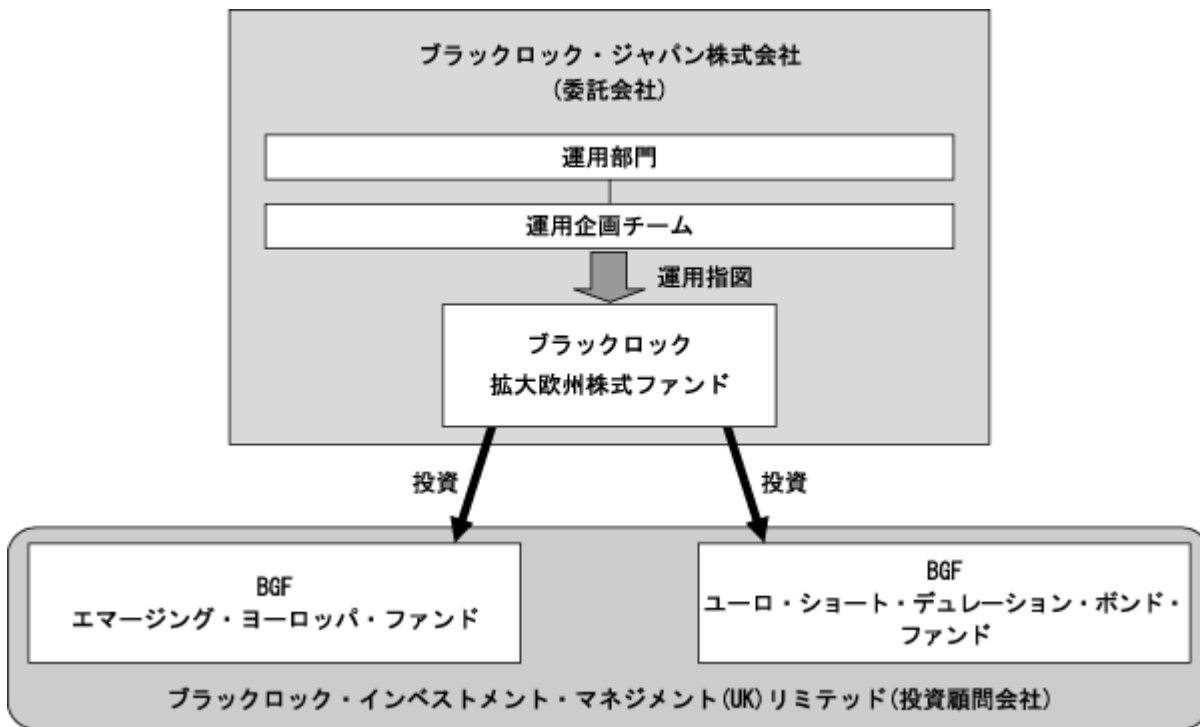 ブラックロック・ジャパン株式会社
(委託会社)
運用部門
運用企画チーム
運用指図
ブラックロック
拡大欧州株式ファンド
投資
投資
BGF
エマージング・ヨーロッパ・ファンド
BGF
ユーロ・ショート・デュレーション・ボンド・
ファンド
ブラックロック・インベストメント・マネジメント(UK)リミテッド(投資顧問会社)